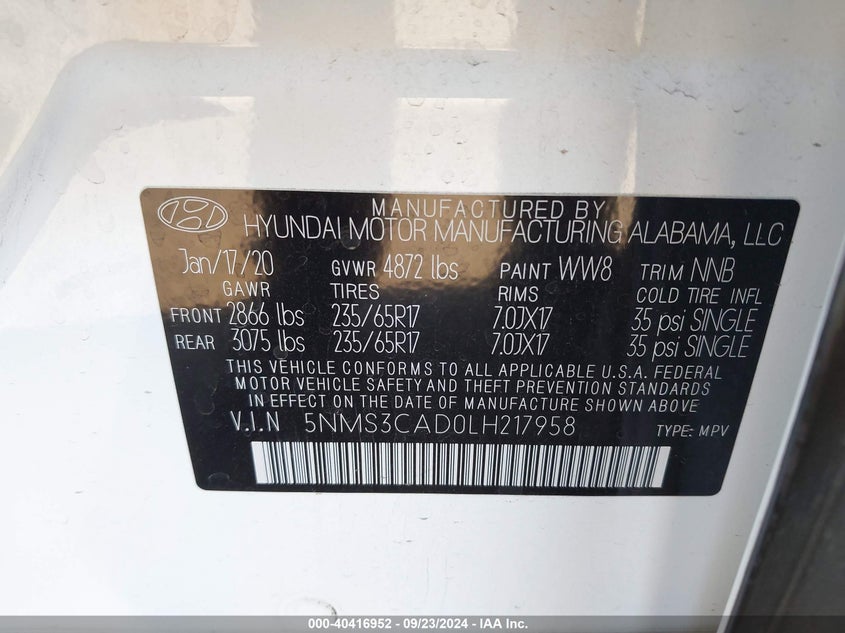 MANUFACTURED BY
HYUNDAI MOTOR MANUFACTURING ALABAMA, LLC
Jan/17/20 GVWR 4872 lbs PAINT WW8 TRIM NNB
GAWR TIRES RIMS COLD TIRE INFL
FRONT 2866 lbs 235/65R17 7.0JX17 35 psi SINGLE
REAR 3075 lbs 235/65R17 7.0JX17 35 psi SINGLE
THIS VEHICLE CONFORMS TO ALL APPLICABLE U.S.A. FEDERAL
MOTOR VEHICLE SAFETY AND THEFT PREVENTION STANDARDS
IN EFFECT ON THE DATE OF MANUFACTURE SHOWN ABOVE.
V.I.N 5NMS3CAD0LH217958 TYPE: MPV
000-40416952 - 09/23/2024 - IAA Inc.